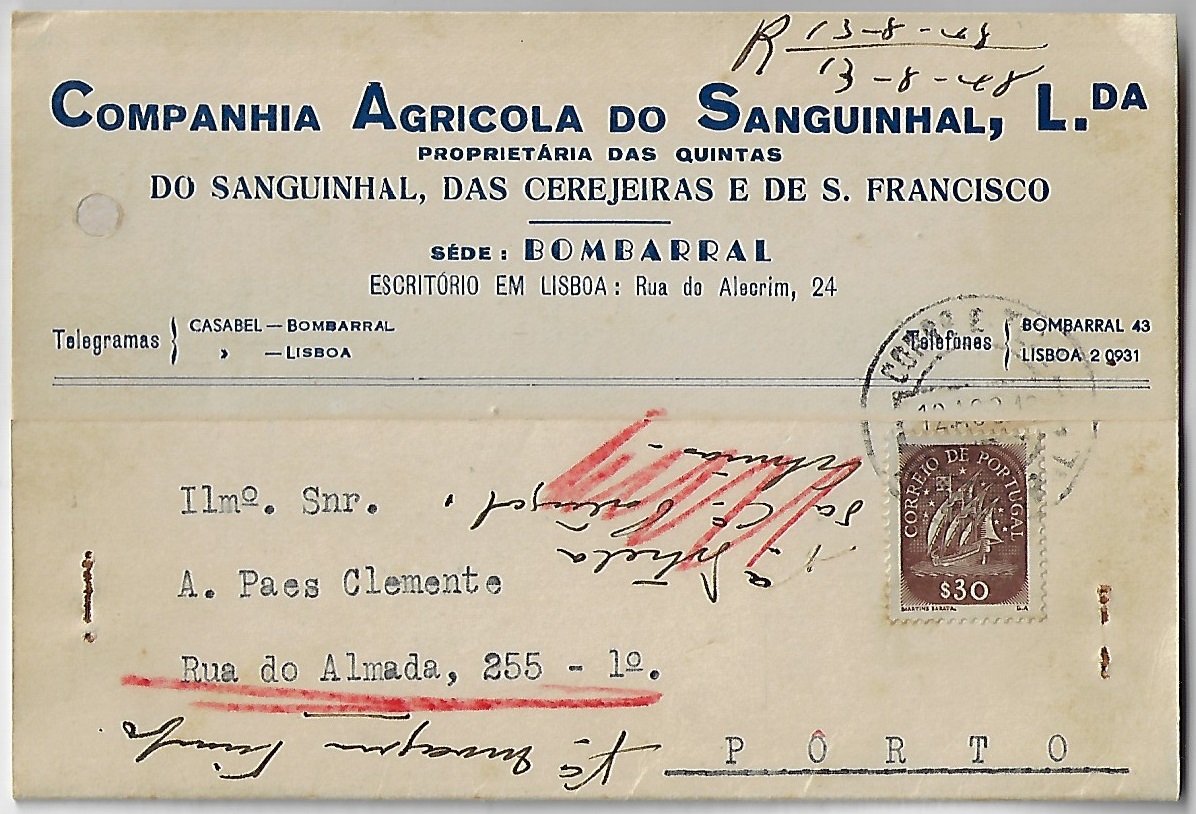 R 13-8-48
13-8-48
COMPANHIA AGRICOLA DO SANGUINHAL, L.DA
PROPRIETÁRIA DAS QUINTAS
DO SANGUINHAL, DAS CEREJEIRAS E DE S. FRANCISCO
SÉDE: BOMBARRAL
ESCRITÓRIO EM LISBOA: Rua do Alecrim, 24
Telegramas { CASABEL — BOMBARRAL
» — LISBOA
Telefones { BOMBARRAL 43
LISBOA 2 0931
CORREIO DE PORTUGAL
$30
MARTINS BARATA.
Ilmº. Snr.
A. Paes Clemente
Rua do Almada, 255 - 1º.
PÔRTO